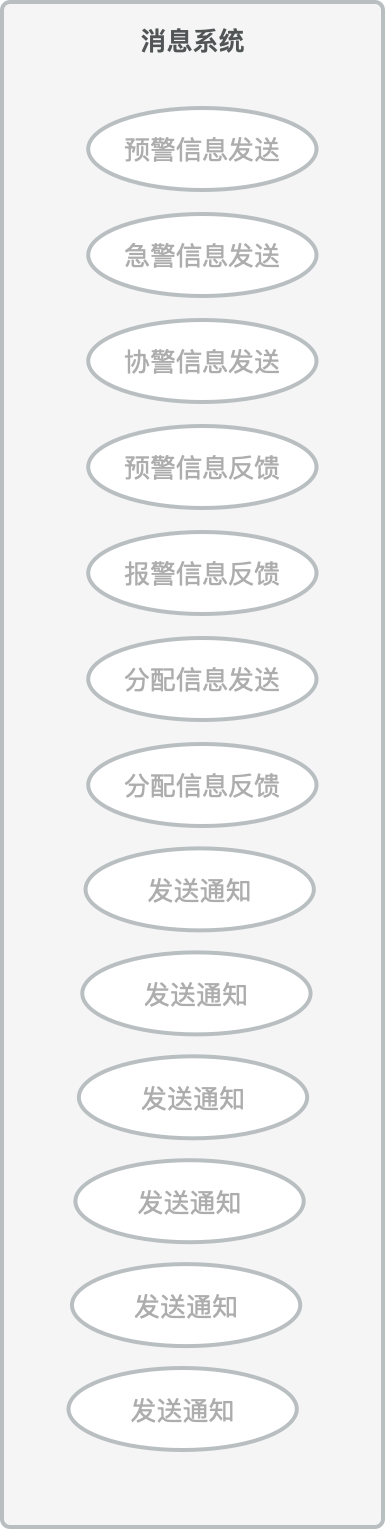 消息系统
预警信息发送
急警信息发送
协警信息发送
预警信息反馈
报警信息反馈
分配信息发送
分配信息反馈
发送通知
发送通知
发送通知
发送通知
发送通知
发送通知